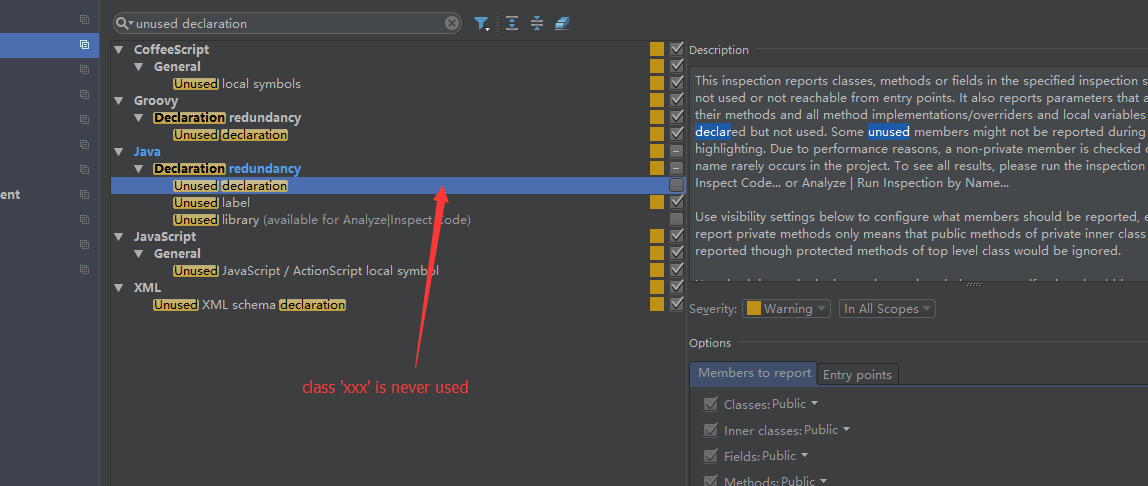 unused declaration
CoffeeScript
General
Unused local symbols
Groovy
Declaration redundancy
Unused declaration
Java
Declaration redundancy
Unused declaration
Unused label
Unused library (available for Analyze|Inspect Code)
JavaScript
General
Unused JavaScript / ActionScript local symbol
XML
Unused XML schema declaration
class 'xxx' is never used
ent
Description
This inspection reports classes, methods or fields in the specified inspection s
not used or not reachable from entry points. It also reports parameters that a
their methods and all method implementations/overriders and local variables
declared but not used. Some unused members might not be reported during
highlighting. Due to performance reasons, a non-private member is checked o
name rarely occurs in the project. To see all results, please run the inspection
Inspect Code... or Analyze | Run Inspection by Name...
Use visibility settings below to configure what members should be reported, e
report private methods only means that public methods of private inner class
reported though protected methods of top level class would be ignored.
Severity: Warning In All Scopes
Options
Members to report Entry points
Classes: Public
Inner classes: Public
Fields: Public
Methods: Public